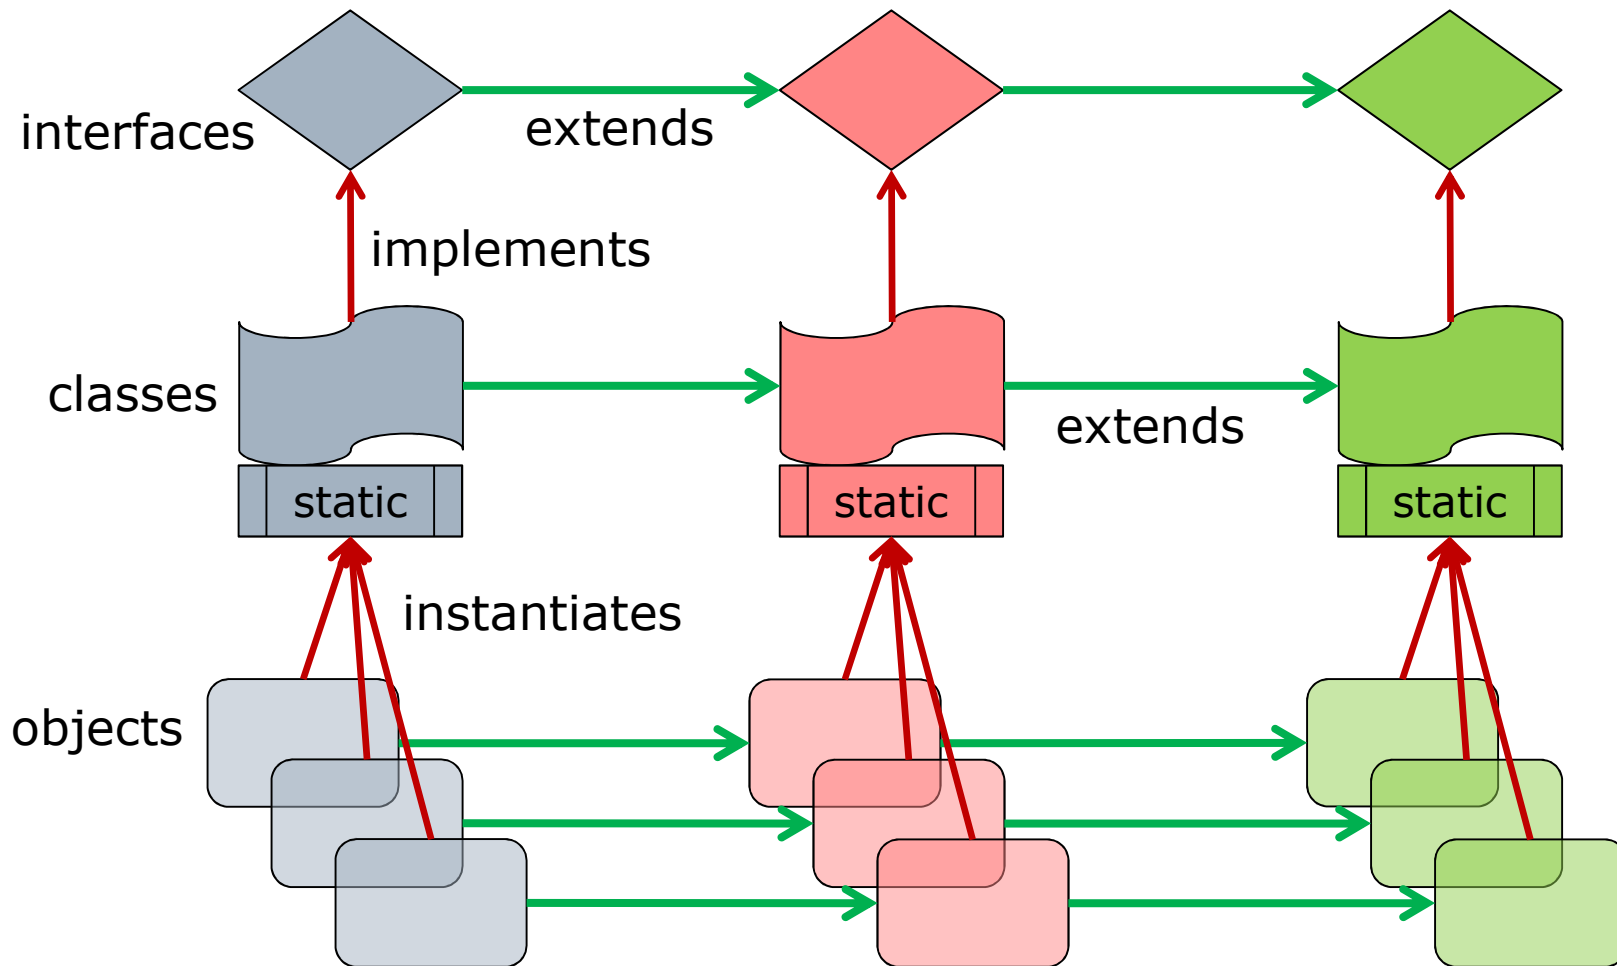 interfaces
extends
implements
classes
extends
static
static
static
instantiates
objects